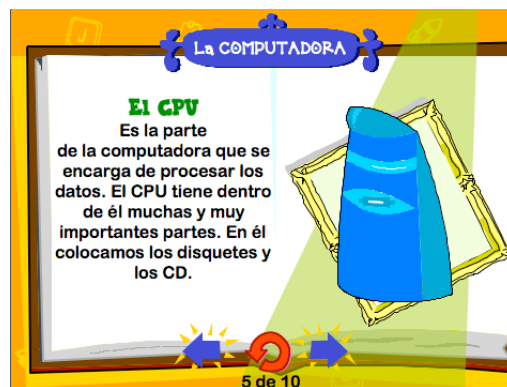 La COMPUTADORA
El CPU
Es la parte
de la computadora que se
encarga de procesar los
datos. El CPU tiene dentro
de él muchas y muy
importantes partes. En él
colocamos los disquetes y
los CD.
5 de 10